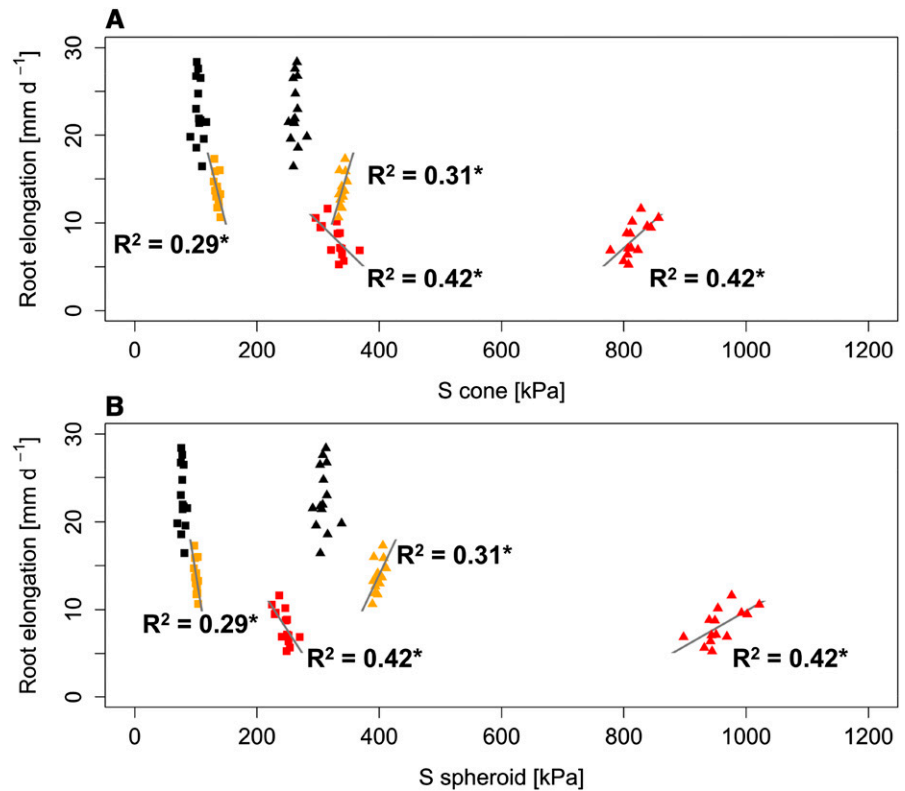 A
Root elongation [mm d ⁻¹]
30
20
10
0
R² = 0.31*
R² = 0.29*
R² = 0.42*
R² = 0.42*
0 200 400 600 800 1000 1200
S cone [kPa]
B
Root elongation [mm d ⁻¹]
30
20
10
0
R² = 0.31*
R² = 0.29*
R² = 0.42*
R² = 0.42*
0 200 400 600 800 1000 1200
S spheroid [kPa]